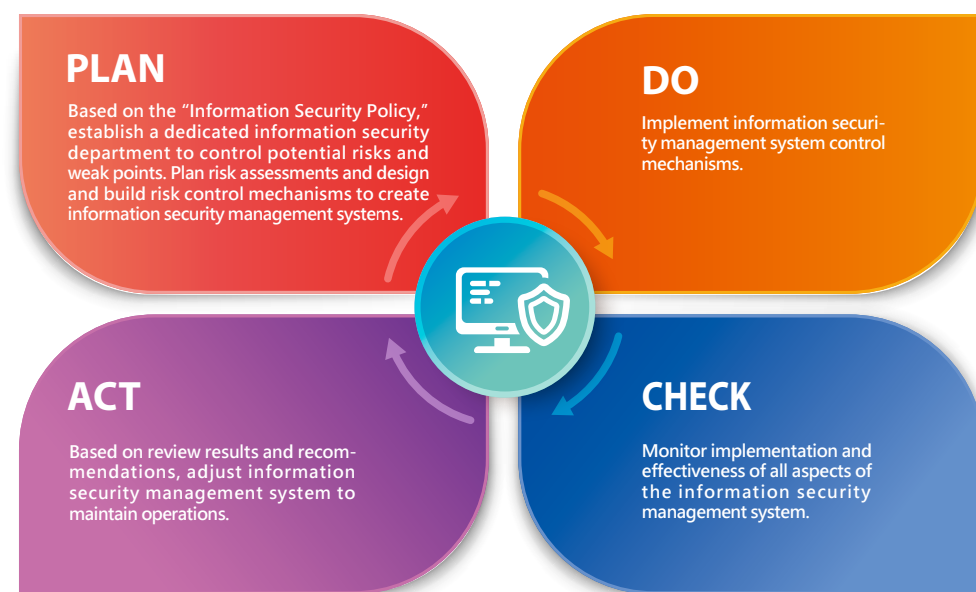 PLAN
Based on the “Information Security Policy,”
establish a dedicated information security
department to control potential risks and
weak points. Plan risk assessments and design
and build risk control mechanisms to create
information security management systems.
DO
Implement information securi-
ty management system control
mechanisms.
ACT
Based on review results and recom-
mendations, adjust information
security management system to
maintain operations.
CHECK
Monitor implementation and
effectiveness of all aspects of
the information security
management system.